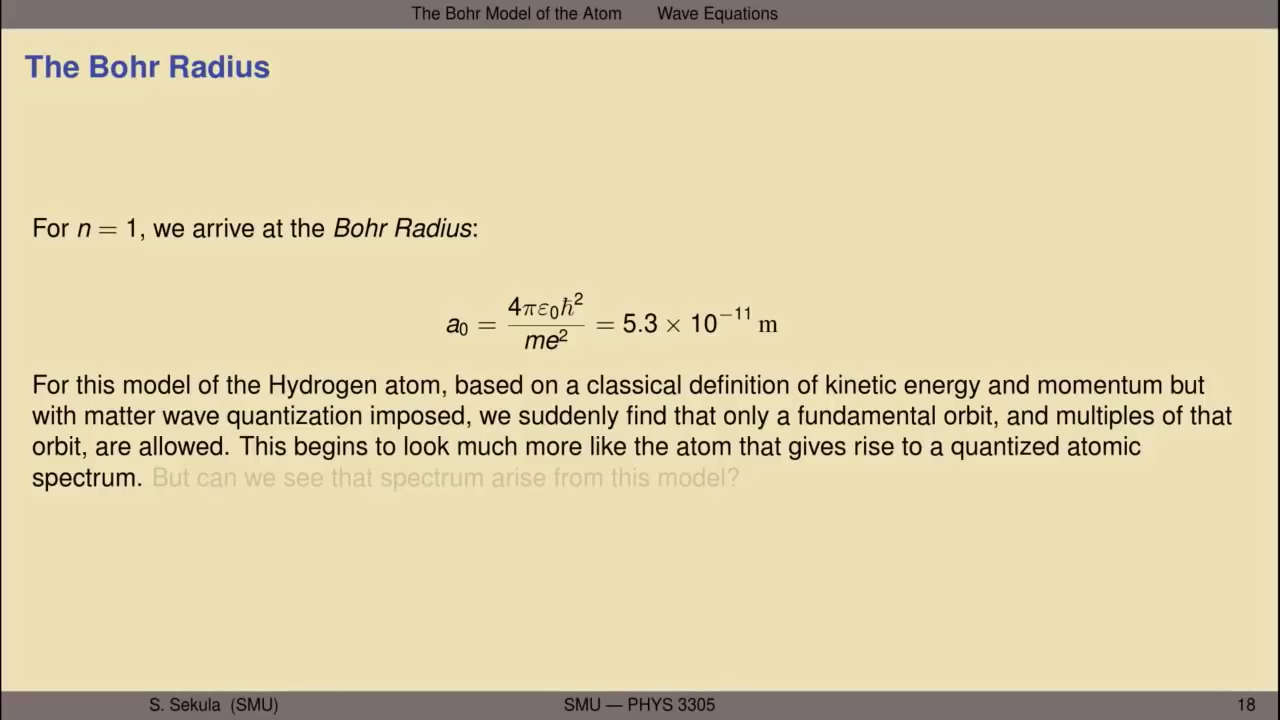 The Bohr Model of the Atom Wave Equations
The Bohr Radius
For n = 1, we arrive at the Bohr Radius:
a₀ = 4πε₀ℏ² / me² = 5.3 × 10⁻¹¹ m
For this model of the Hydrogen atom, based on a classical definition of kinetic energy and momentum but
with matter wave quantization imposed, we suddenly find that only a fundamental orbit, and multiples of that
orbit, are allowed. This begins to look much more like the atom that gives rise to a quantized atomic
spectrum. But can we see that spectrum arise from this model?
S. Sekula (SMU) SMU — PHYS 3305 18